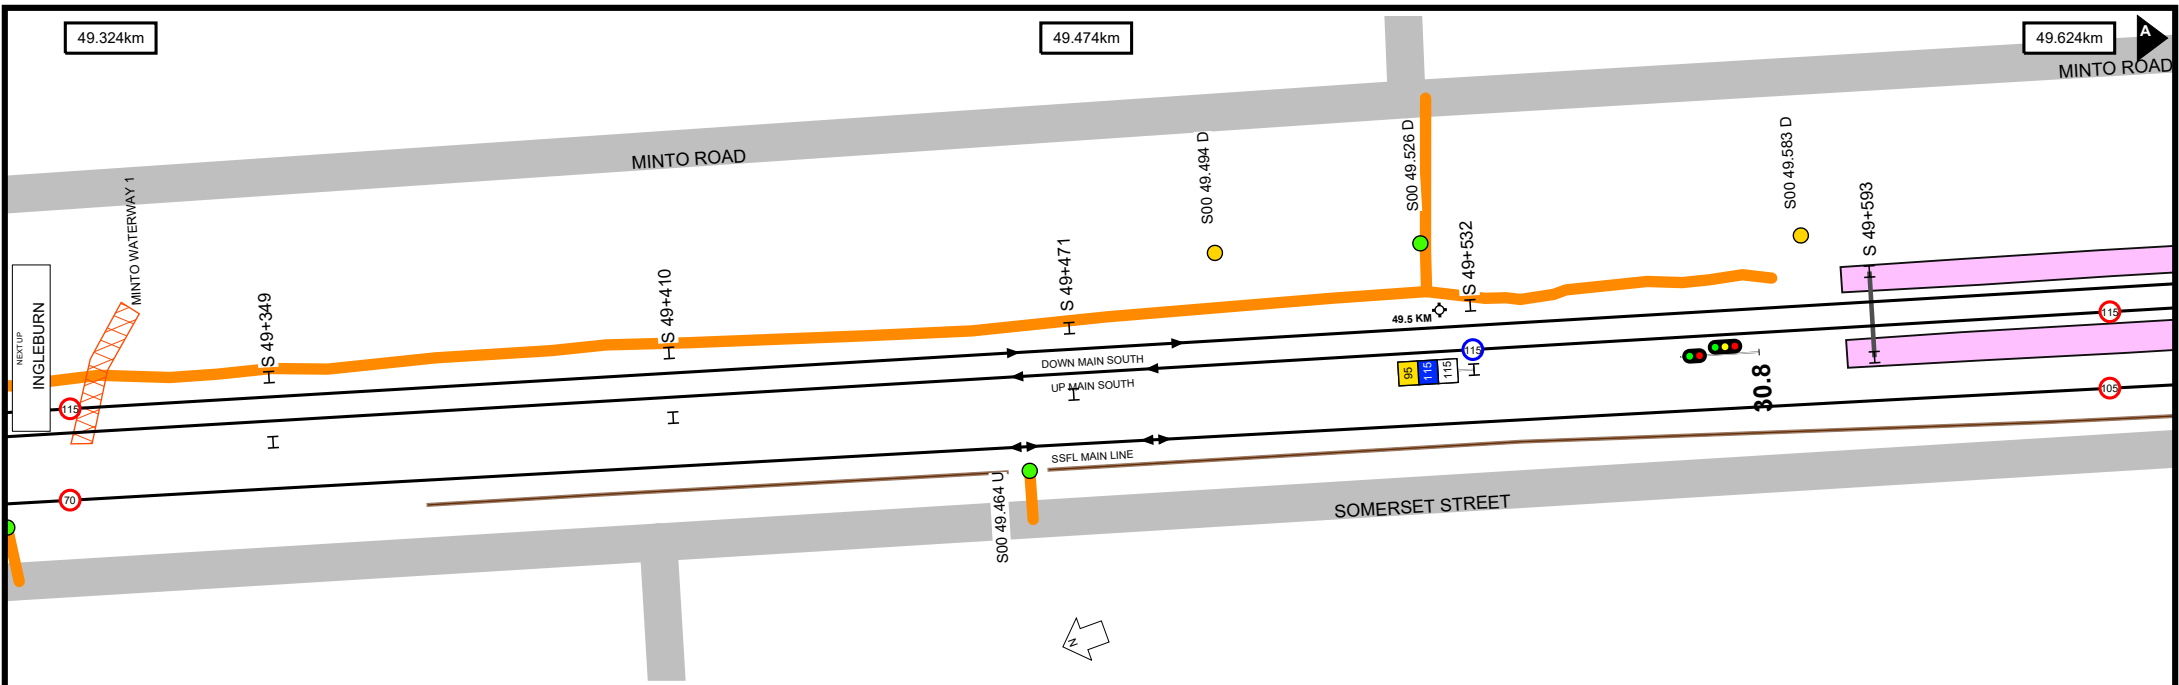 49.324km
49.474km
49.624km
A
MINTO ROAD
MINTO ROAD
MINTO WATERWAY 1
S00 49.494 D
S00 49.526 D
S00 49.583 D
S 49+593
S 49+532
S 49+471
S 49+410
S 49+349
NEXT UP
INGLEBURN
49.5 KM
DOWN MAIN SOUTH
UP MAIN SOUTH
115
115
115
95
115
115
30.8
105
70
SSFL MAIN LINE
S00 49.464 U
SOMERSET STREET
N